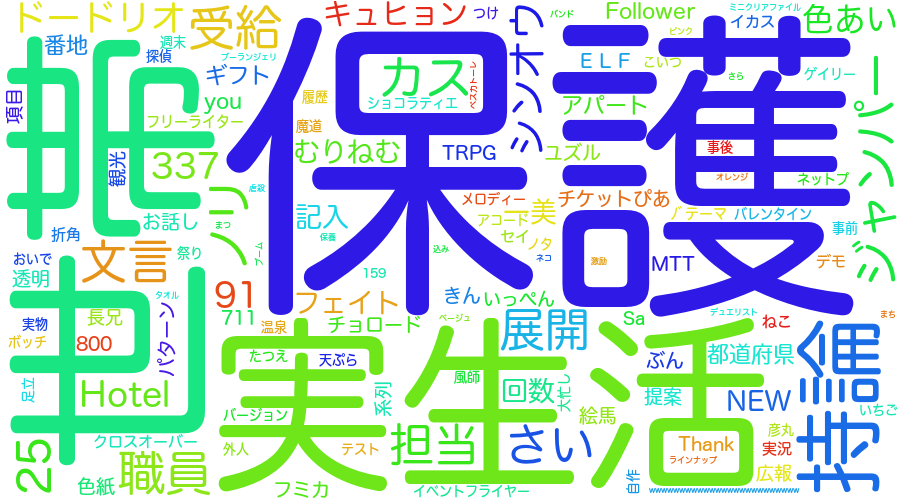 ドードリオ
受給
キュヒョン
つけ
シンオウ
バンド
Follower
ミニクリアファイル
イカス
色あい
ピンク
番地
週末
探偵
ブーランジェリ
ギフト
カス
ショコラティエ
ペスカトーレ
ELF
こいつ
さら
ゲイリー
ジャンパー
項目
you
履歴
アパート
フリーライター
魔道
むりねむ
TRPG
ユズル
事後
337
観光
虐殺
保護
オレンジ
ネットプ
ノリ
まつ
メロディー
チケットぴあ
お話し
記入
アコード
一美
テーマ
バレンタイン
折角
保善
セイ
ノタ
事前
文言
祭り
ブーム
込み
ネコ
激励
MTT
デモ
おいで
透明
タオル
159
91
フェイト
きん
いっぺん
実物
長兄
711
温泉
チョロード
ベージュ
展開
Sa
デュエリスト
ねこ
まち
ボッチ
800
パターン
たつえ
天ぷら
ぶん
都道府県
持論
足立
Hotel
系列
風師
回数
大忙し
提案
NEW
いちご
実生活
バージョン
絵馬
25
クロスオーバー
外人
テスト
担当
さい
Thank
彦丸
実況
ラインナップ
職員
色紙
フミカ
イベントフライヤー
自作
広報